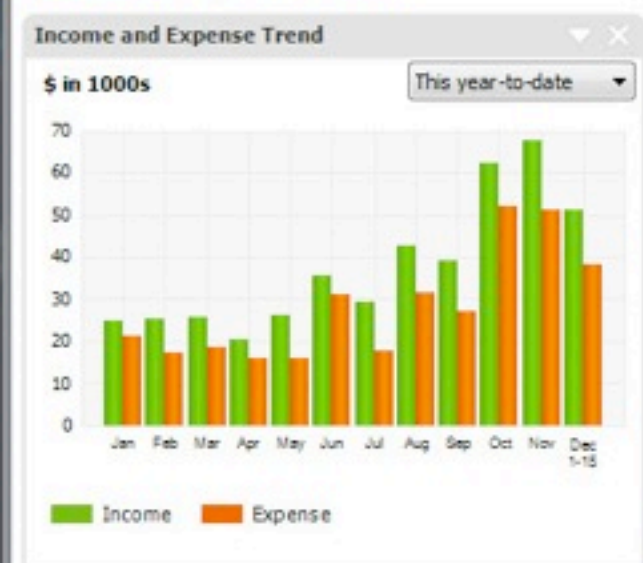 Income and Expense Trend
$ in 1000s
This year-to-date
70
60
50
40
30
20
10
0
Jan Feb Mar Apr May Jun Jul Aug Sep Oct Nov Dec
1-15
Income Expense